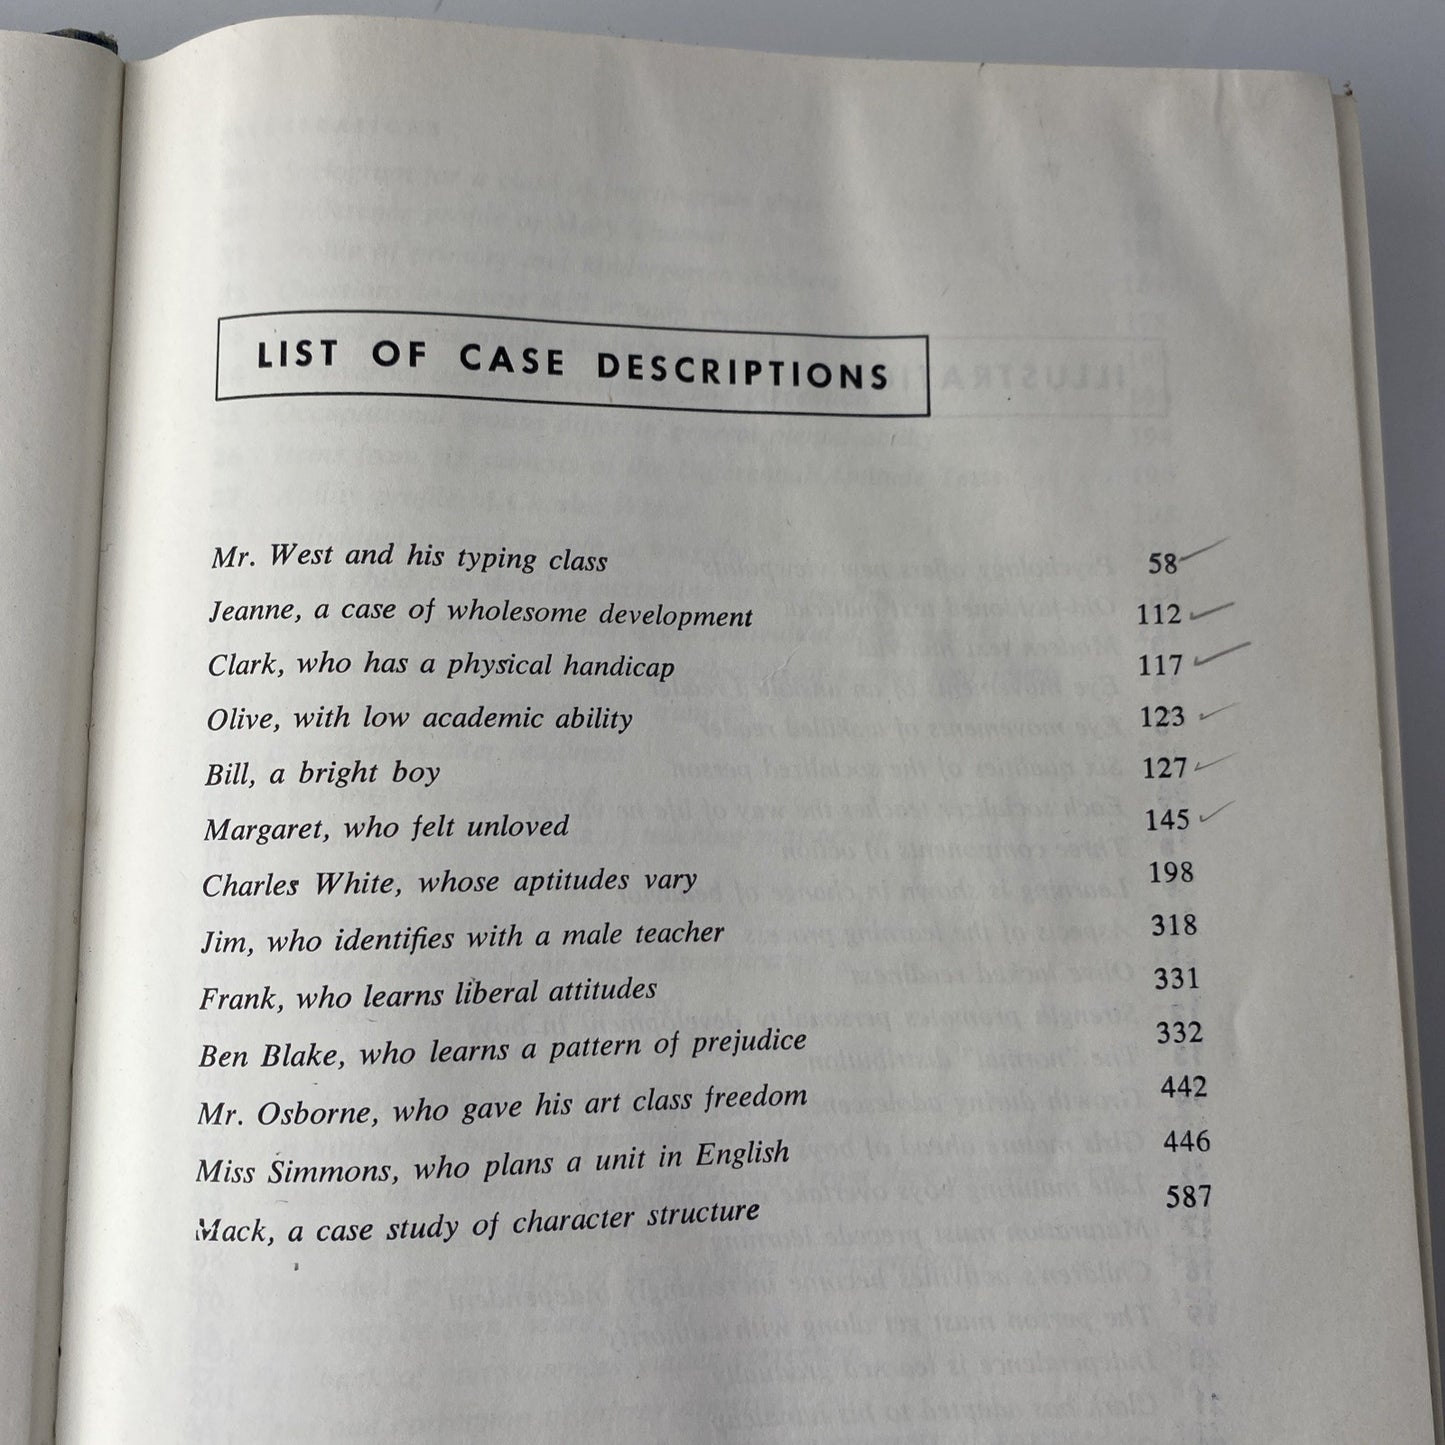 LIST OF CASE DESCRIPTIONS
Mr. West and his typing class 58
Jeanne, a case of wholesome development 112
Clark, who has a physical handicap 117
Olive, with low academic ability 123
Bill, a bright boy 127
Margaret, who felt unloved 145
Charles White, whose aptitudes vary 198
Jim, who identifies with a male teacher 318
Frank, who learns liberal attitudes 331
Ben Blake, who learns a pattern of prejudice 332
Mr. Osborne, who gave his art class freedom 442
Miss Simmons, who plans a unit in English 446
Mack, a case study of character structure 587